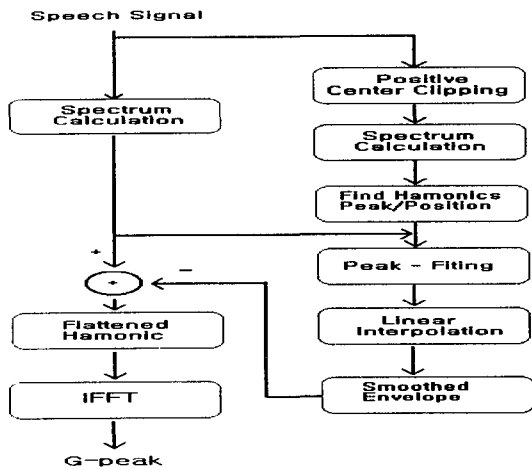 Speech Signal
Positive
Center Clipping
Spectrum
Calculation
Spectrum
Calculation
Find Hamonics
Peak/Position
+
-
+
Peak - Fiting
Flattened
Hamonic
Linear
Interpolation
IFFT
Smoothed
Envelope
G-peak